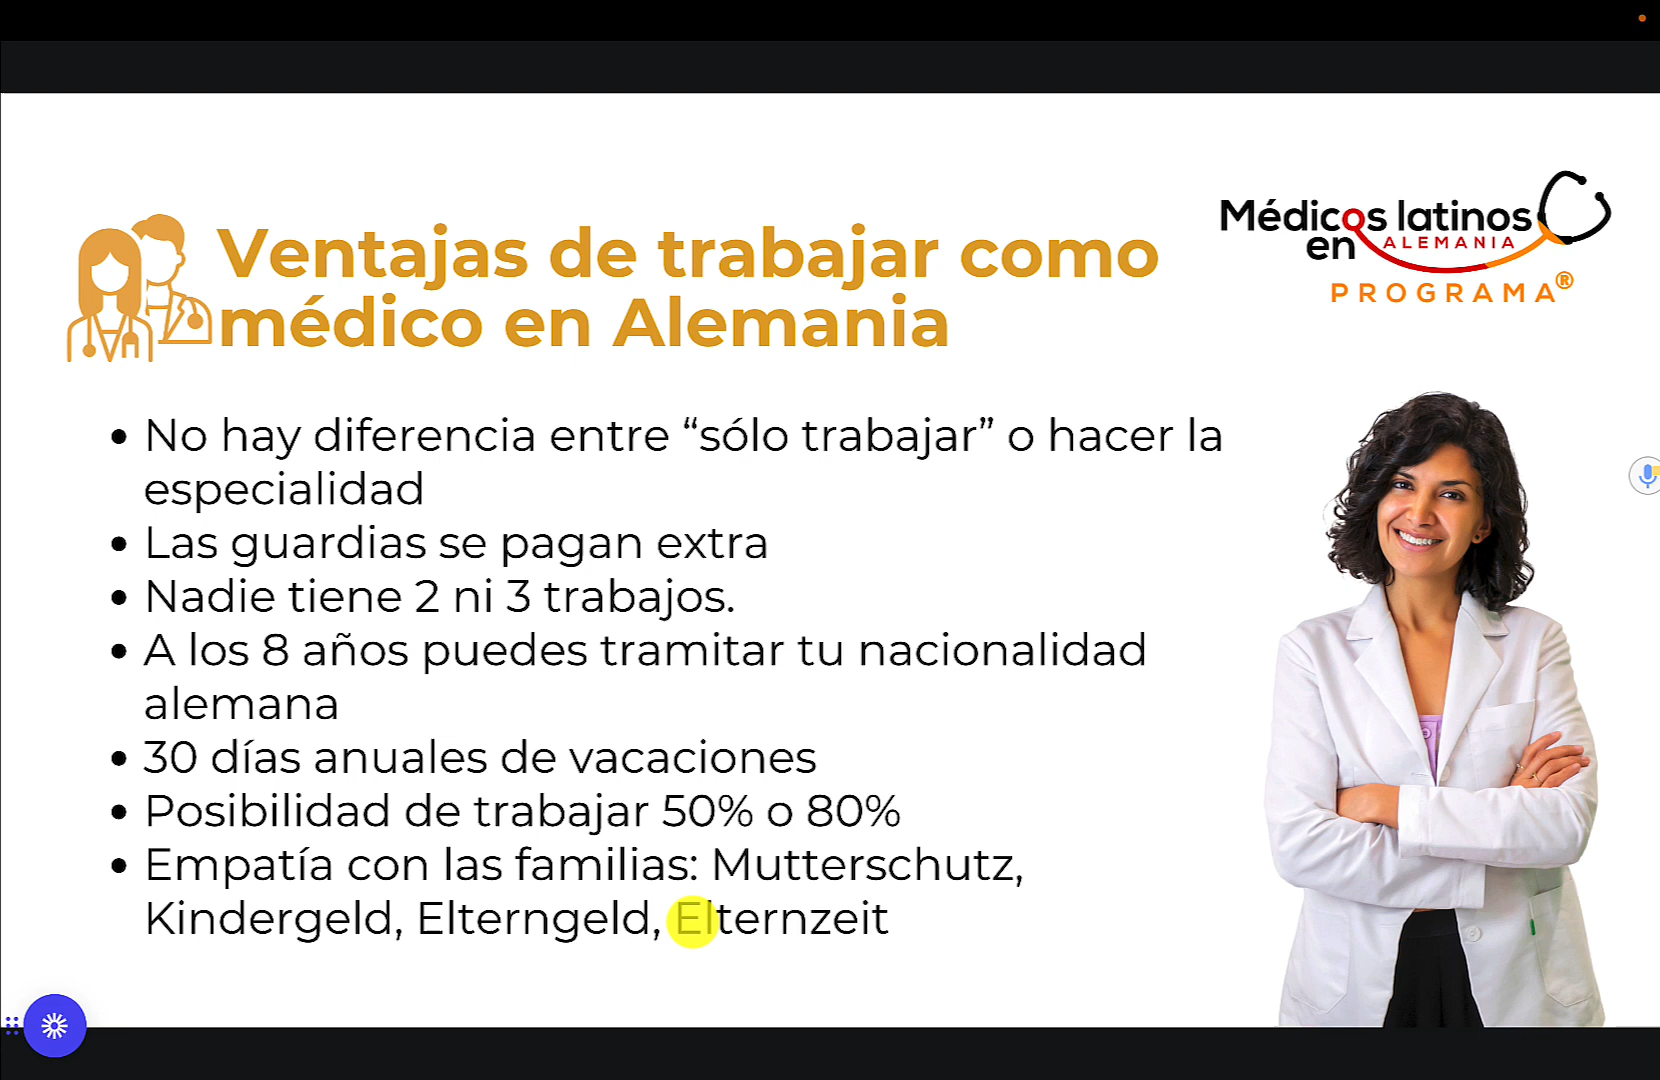 Ventajas de trabajar como
médico en Alemania
Médicos latinos
en ALEMANIA
PROGRAMA®
• No hay diferencia entre “sólo trabajar” o hacer la
especialidad
• Las guardias se pagan extra
• Nadie tiene 2 ni 3 trabajos.
• A los 8 años puedes tramitar tu nacionalidad
alemana
• 30 días anuales de vacaciones
• Posibilidad de trabajar 50% o 80%
• Empatía con las familias: Mutterschutz,
Kindergeld, Elterngeld, Elternzeit